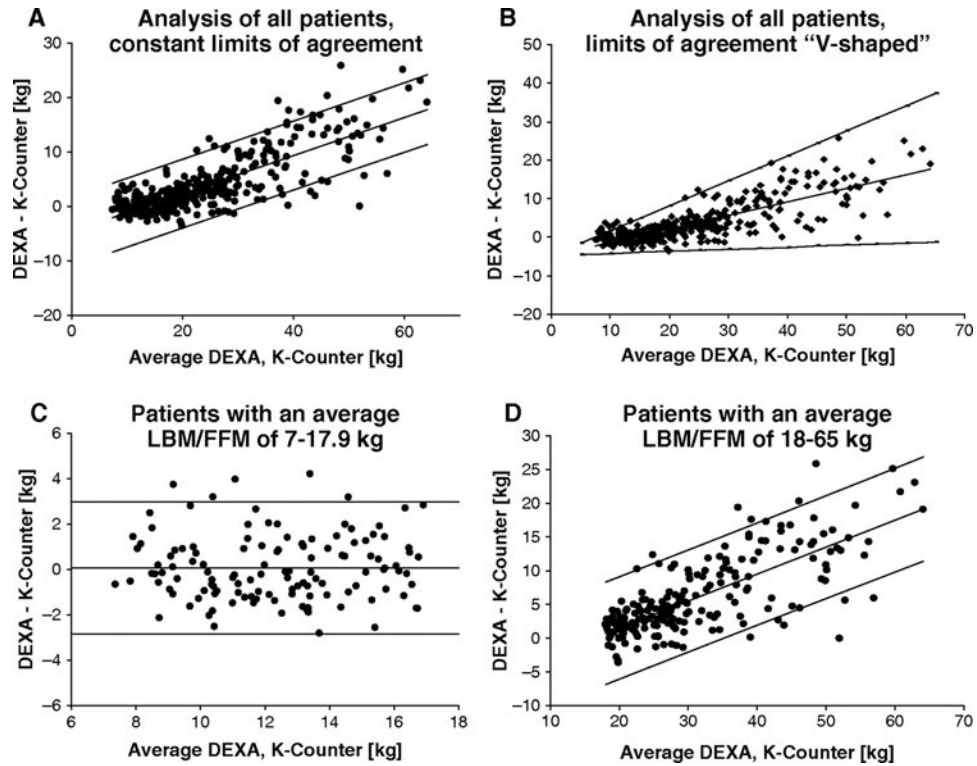 A
Analysis of all patients,
constant limits of agreement
DEXA - K-Counter [kg]
30
20
10
0
–10
–20
0
20
40
60
Average DEXA, K-Counter [kg]
B
Analysis of all patients,
limits of agreement “V-shaped”
DEXA - K-Counter [kg]
50
40
30
20
10
0
–10
–20
0
10
20
30
40
50
60
70
Average DEXA, K-Counter [kg]
C
Patients with an average
LBM/FFM of 7-17.9 kg
DEXA - K-Counter [kg]
6
4
2
0
–2
–4
–6
6
8
10
12
14
16
18
Average DEXA, K-Counter [kg]
D
Patients with an average
LBM/FFM of 18-65 kg
DEXA - K-Counter [kg]
30
25
20
15
10
5
0
–5
–10
10
20
30
40
50
60
70
Average DEXA, K-Counter [kg]